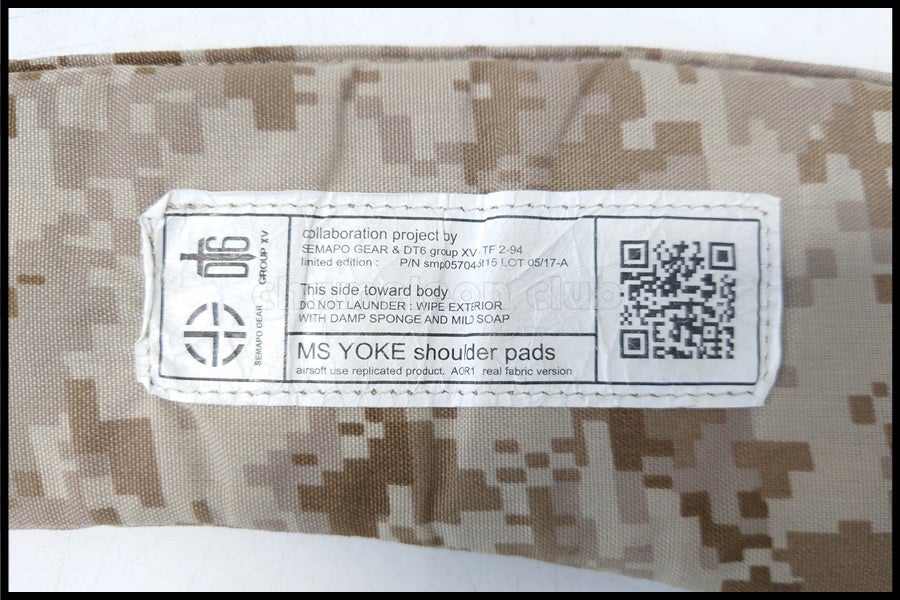 DT6
GROUP XV
SEMAPO GEAR
collaboration project by
SEMAPO GEAR & DT6 group XV TF 2-94
limited edition : P/N smp05704dt15 LOT 05/17-A
This side toward body
DO NOT LAUNDER : WIPE EXTERIOR
WITH DAMP SPONGE AND MILD SOAP
MS YOKE shoulder pads
airsoft use replicated product. AOR1 real fabric version